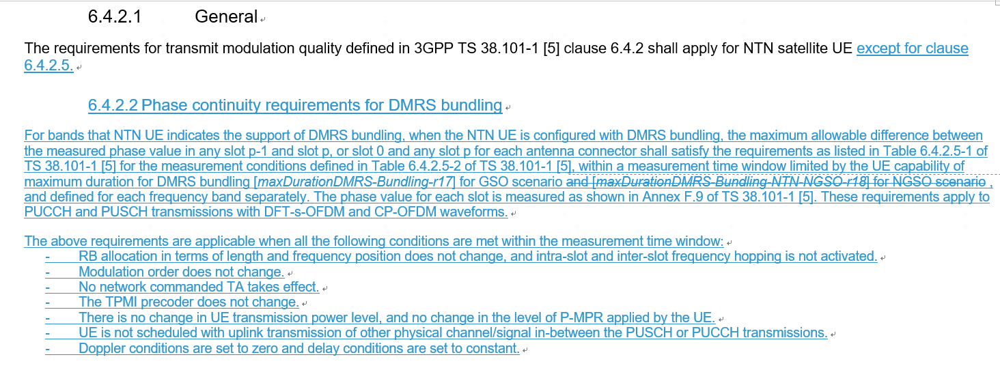 6.4.2.1 General
The requirements for transmit modulation quality defined in 3GPP TS 38.101-1 [5] clause 6.4.2 shall apply for NTN satellite UE except for clause
6.4.2.5.
6.4.2.2 Phase continuity requirements for DMRS bundling
For bands that NTN UE indicates the support of DMRS bundling, when the NTN UE is configured with DMRS bundling, the maximum allowable difference between
the measured phase value in any slot p-1 and slot p, or slot 0 and any slot p for each antenna connector shall satisfy the requirements as listed in Table 6.4.2.5-1 of
TS 38.101-1 [5] for the measurement conditions defined in Table 6.4.2.5-2 of TS 38.101-1 [5], within a measurement time window limited by the UE capability of
maximum duration for DMRS bundling [maxDurationDMRS-Bundling-r17] for GSO scenario and [maxDurationDMRS-Bundling-NTN-NGSO-r18] for NGSO scenario ,
and defined for each frequency band separately. The phase value for each slot is measured as shown in Annex F.9 of TS 38.101-1 [5]. These requirements apply to
PUCCH and PUSCH transmissions with DFT-s-OFDM and CP-OFDM waveforms.
The above requirements are applicable when all the following conditions are met within the measurement time window:
- RB allocation in terms of length and frequency position does not change, and intra-slot and inter-slot frequency hopping is not activated.
- Modulation order does not change.
- No network commanded TA takes effect.
- The TPMI precoder does not change.
- There is no change in UE transmission power level, and no change in the level of P-MPR applied by the UE.
- UE is not scheduled with uplink transmission of other physical channel/signal in-between the PUSCH or PUCCH transmissions.
- Doppler conditions are set to zero and delay conditions are set to constant.